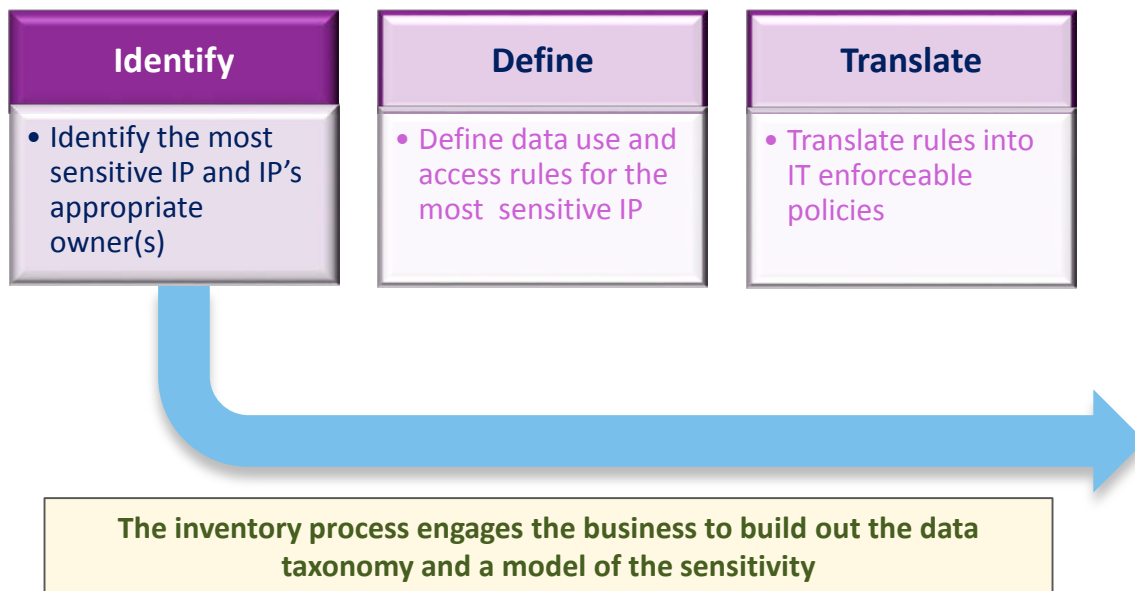 Identify
• Identify the most
sensitive IP and IP's
appropriate
owner(s)
Define
• Define data use and
access rules for the
most sensitive IP
Translate
• Translate rules into
IT enforceable
policies
The inventory process engages the business to build out the data
taxonomy and a model of the sensitivity